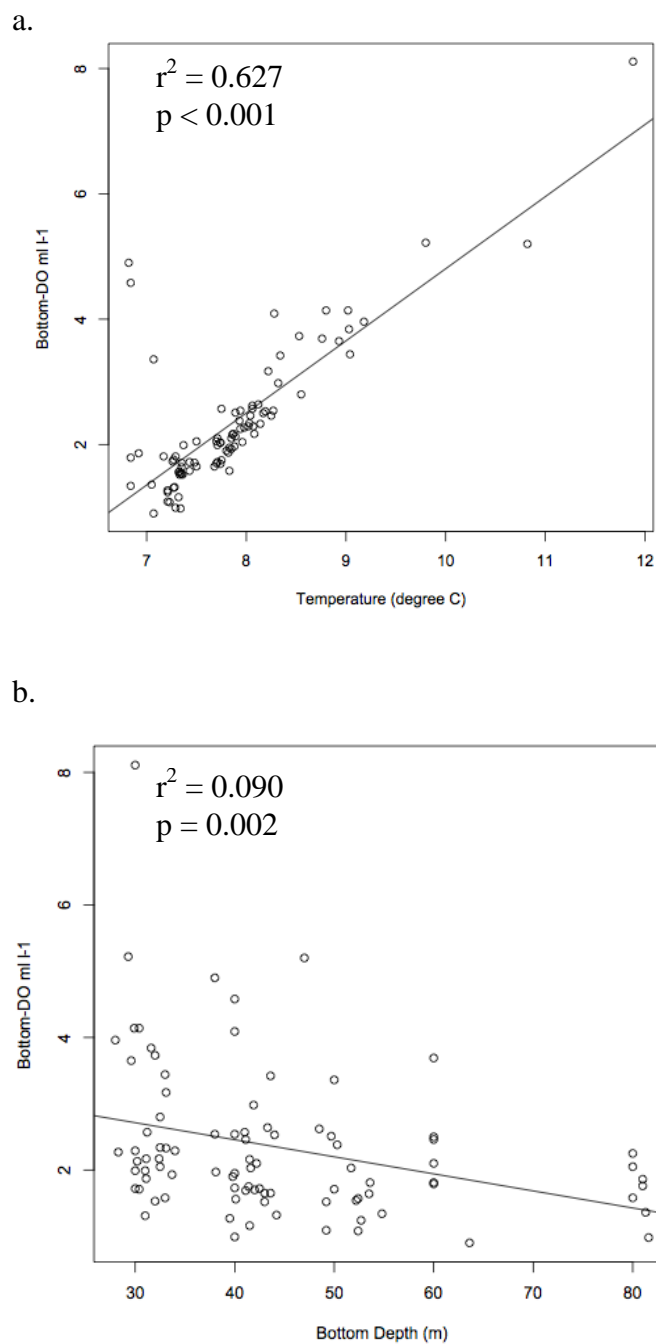 a.
r² = 0.627
p < 0.001
8
6
4
2
Bottom-DO ml l-1
7 8 9 10 11 12
Temperature (degree C)
b.
r² = 0.090
p = 0.002
8
6
4
2
Bottom-DO ml l-1
30 40 50 60 70 80
Bottom Depth (m)